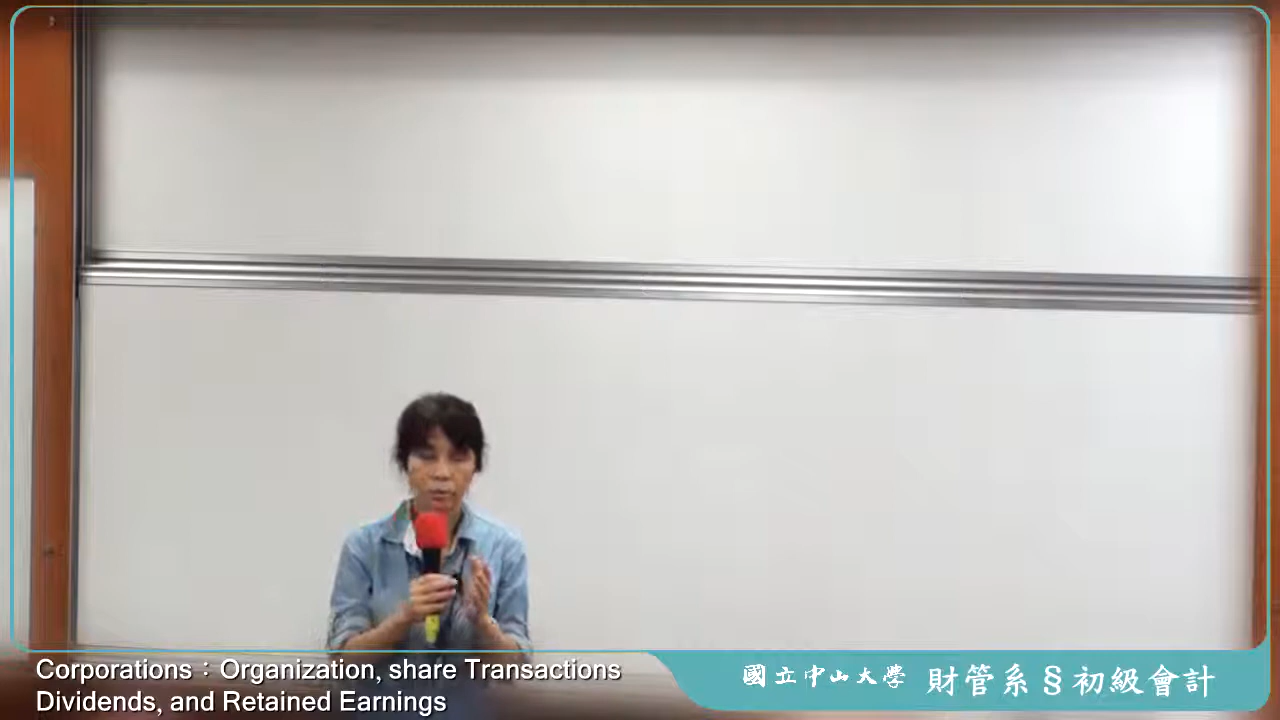 Corporations：Organization, share Transactions
Dividends, and Retained Earnings
國立中山大學 財管系§初級會計